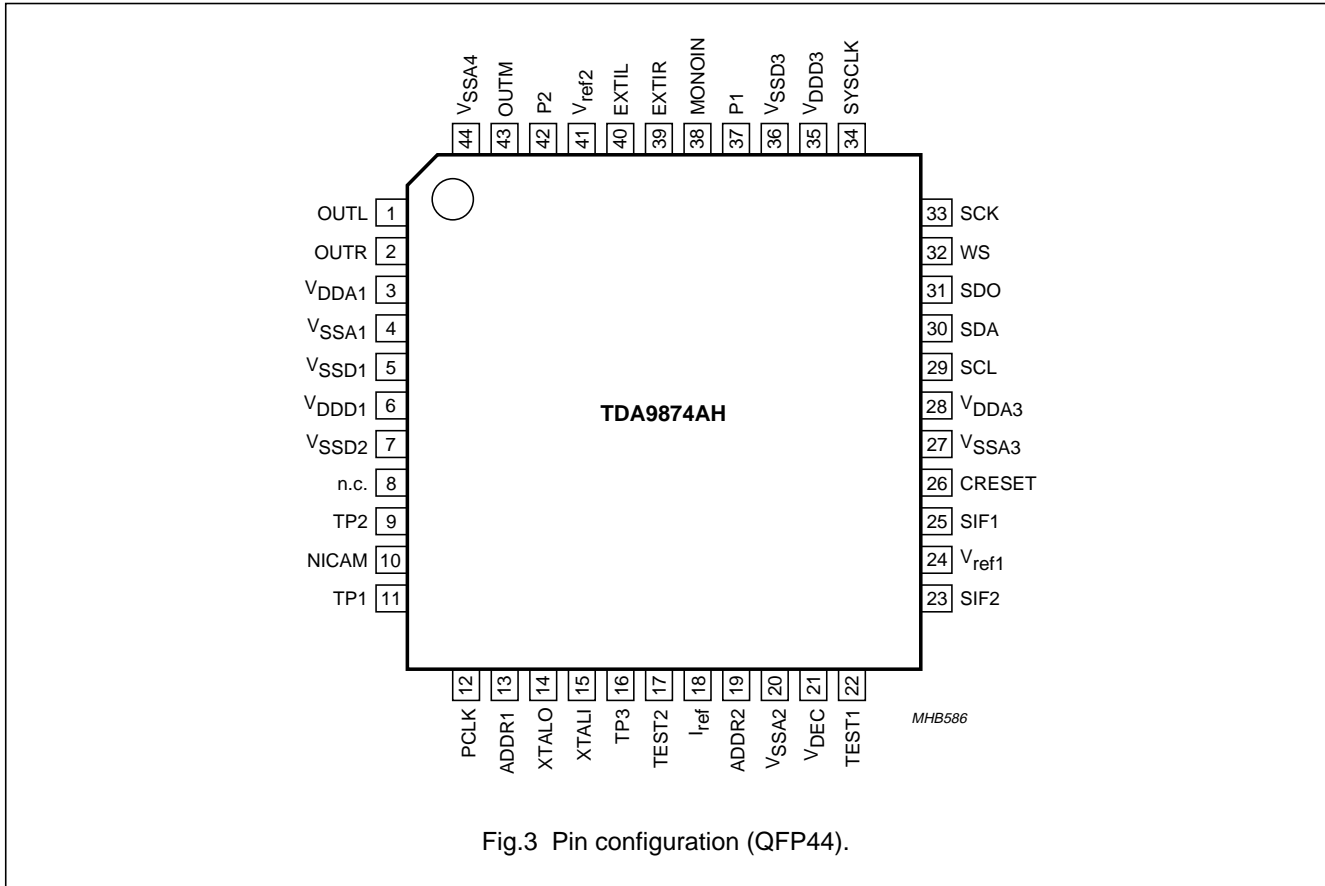 VSSA4
OUTM
P2
Vref2
EXTIL
EXTIR
MONOIN
P1
VSSD3
VDDD3
SYSCLK
44
43
42
41
40
39
38
37
36
35
34
OUTL 1
OUTR 2
VDDA1 3
VSSA1 4
VSSD1 5
VDDD1 6
VSSD2 7
n.c. 8
TP2 9
NICAM 10
TP1 11
TDA9874AH
33 SCK
32 WS
31 SDO
30 SDA
29 SCL
28 VDDA3
27 VSSA3
26 CRESET
25 SIF1
24 Vref1
23 SIF2
12
13
14
15
16
17
18
19
20
21
22
PCLK
ADDR1
XTALO
XTALI
TP3
TEST2
Iref
ADDR2
VSSA2
VDEC
TEST1
MHB586
Fig.3 Pin configuration (QFP44).